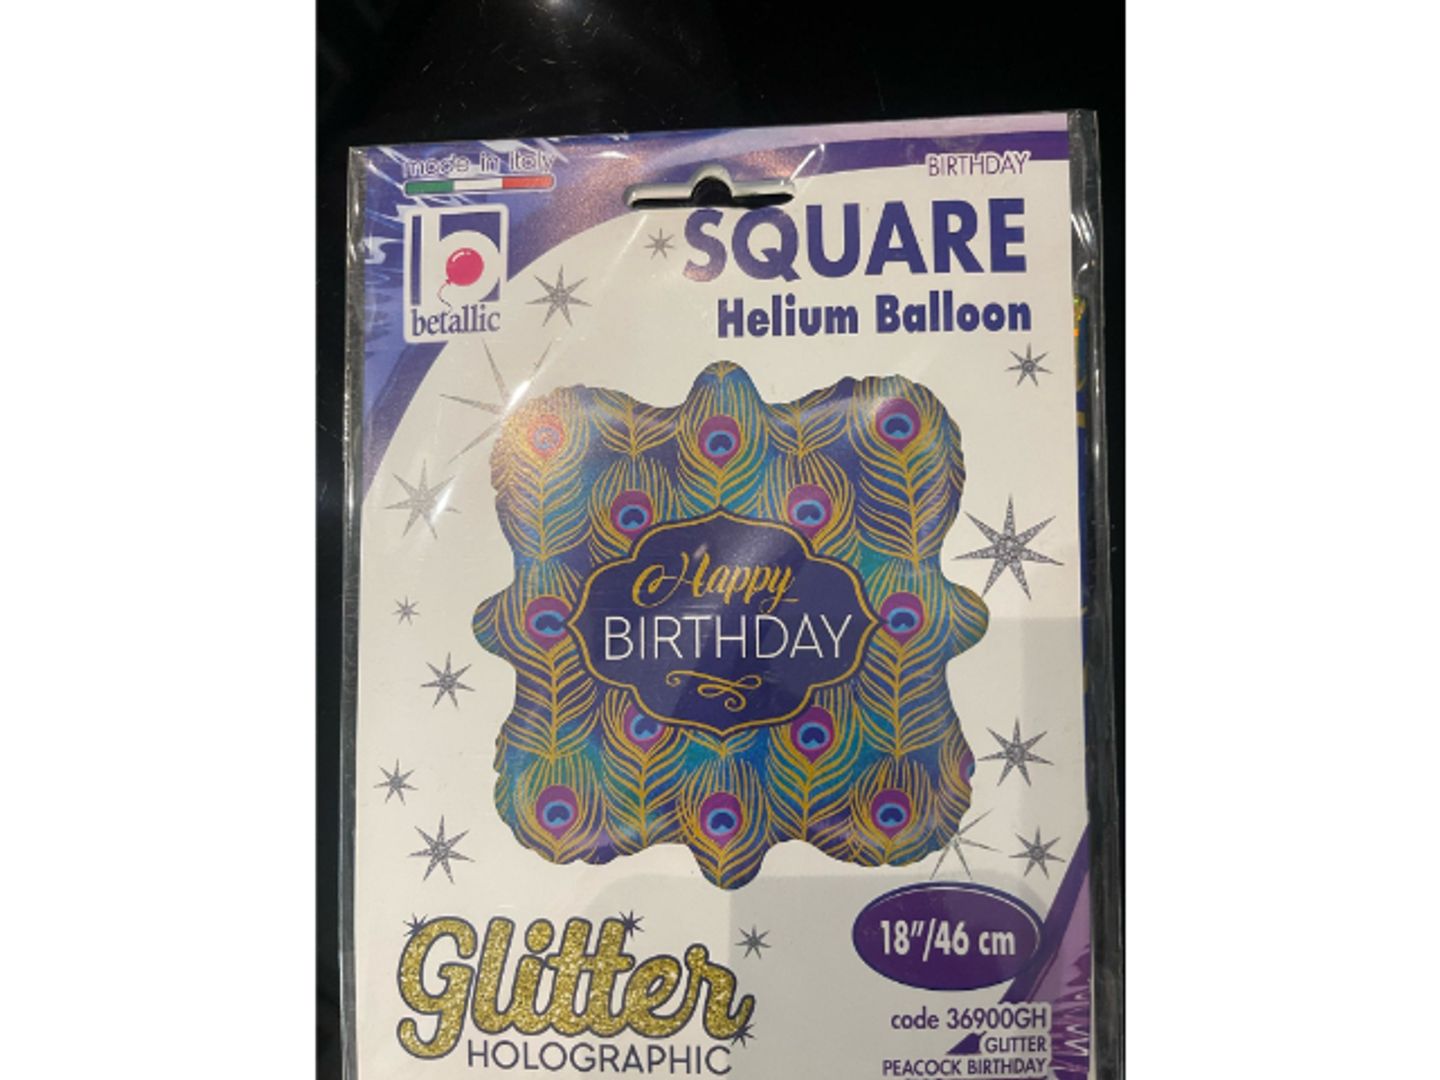 made in italy
BIRTHDAY
betallic
SQUARE
Helium Balloon
Happy
BIRTHDAY
Glitter
HOLOGRAPHIC
18"/46 cm
code 36900GH
GLITTER
PEACOCK BIRTHDAY